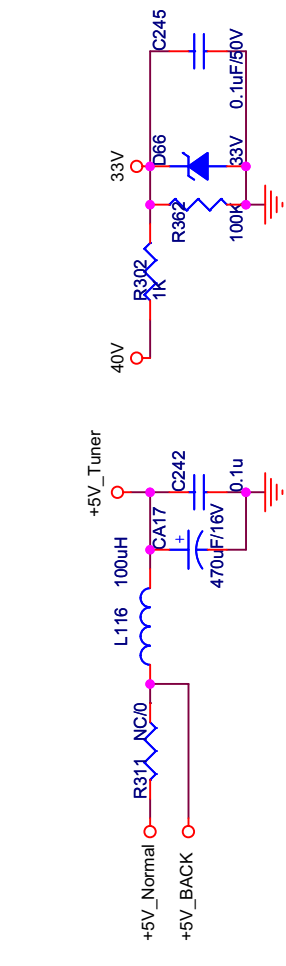 +5V_Normal
+5V_BACK
R311
NC/0
L116
100uH
+5V_Tuner
CA17
+
470uF/16V
C242
0.1u
40V
R302
1K
33V
R362
100K
D66
33V
C245
0.1uF/50V